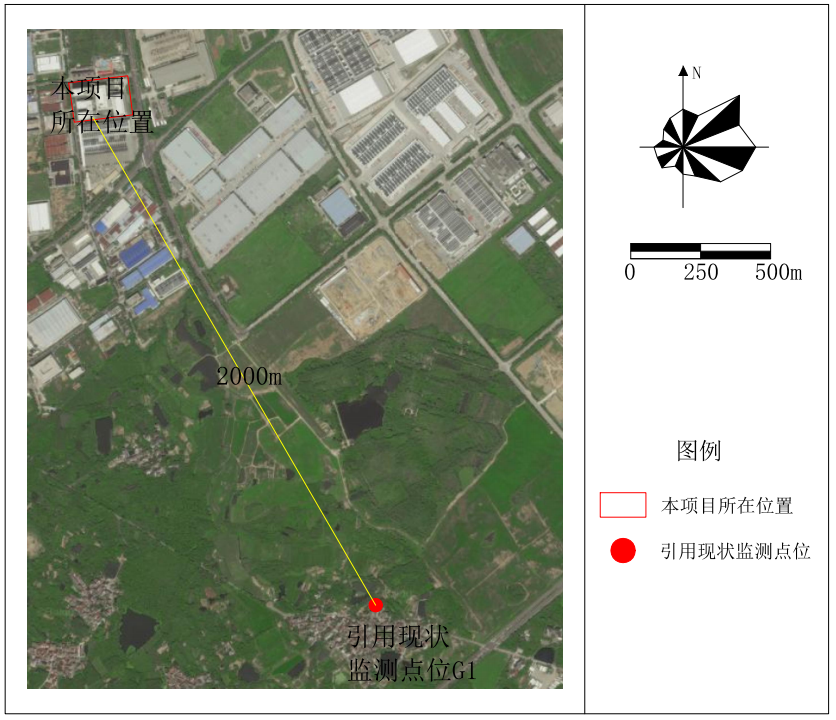 本项目
所在位置
2000m
引用现状
监测点位G1
N
0 250 500m
图例
本项目所在位置
引用现状监测点位